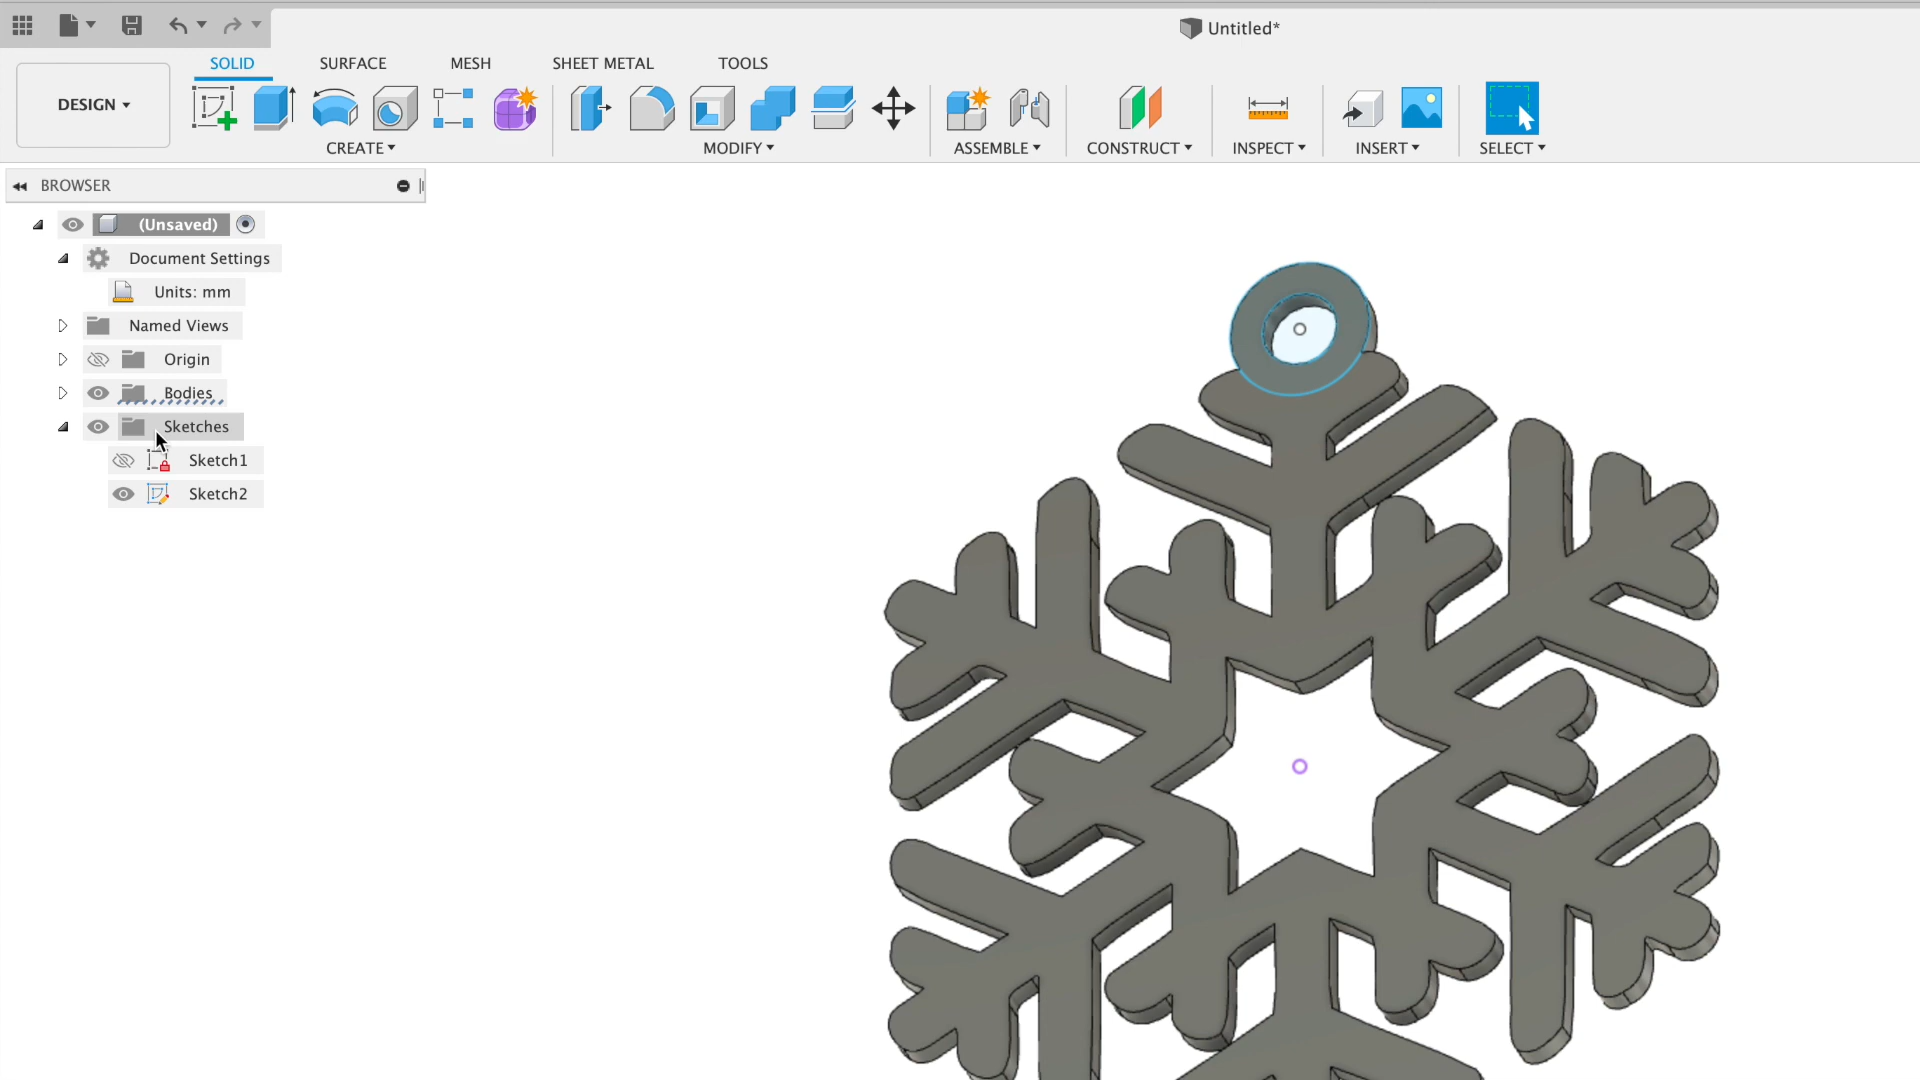 Untitled*
SOLID SURFACE MESH SHEET METAL TOOLS
DESIGN
CREATE MODIFY ASSEMBLE CONSTRUCT INSPECT INSERT SELECT
BROWSER
(Unsaved)
Document Settings
Units: mm
Named Views
Origin
Bodies
Sketches
Sketch1
Sketch2